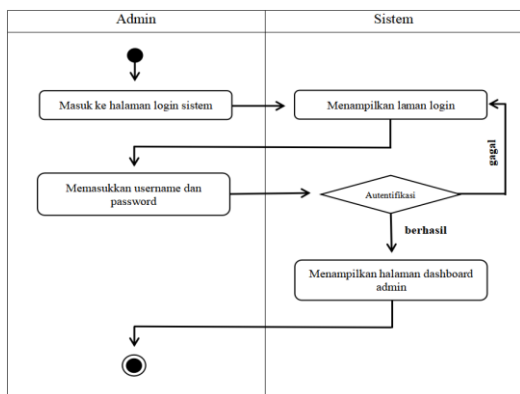 Admin
Sistem
Masuk ke halaman login sistem
Menampilkan laman login
gagal
Memasukkan username dan
password
Autentifikasi
berhasil
Menampilkan halaman dashboard
admin